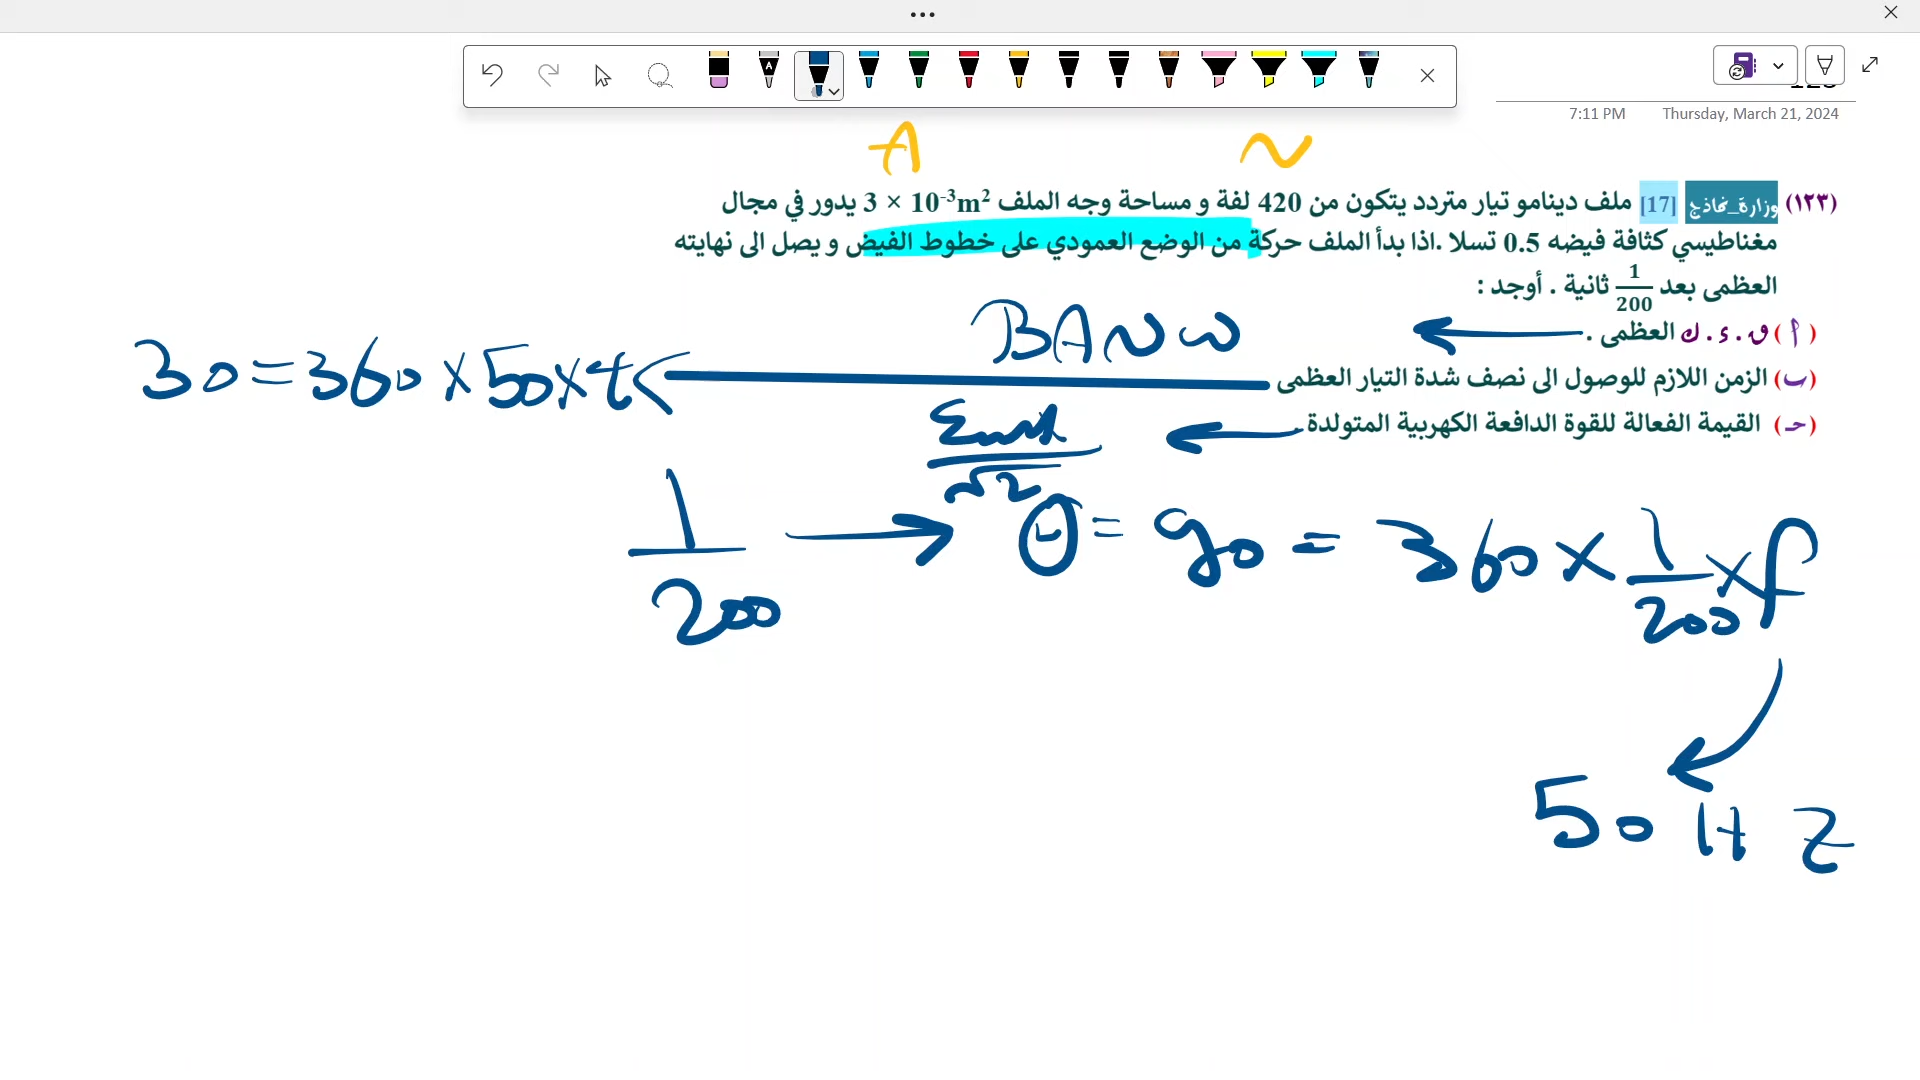 ...
123
7:11 PM Thursday, March 21, 2024
A N
(١٢٣) وزارة_نماذج [17] ملف دينامو تيار متردد يتكون من 420 لفة و مساحة وجه الملف 3 × 10⁻³m² يدور في مجال
مغناطيسي كثافة فيضه 0.5 تسلا .اذا بدأ الملف حركة من الوضع العمودي على خطوط الفيض و يصل الى نهايته
العظمى بعد 1/200 ثانية . أوجد :
(أ) ق.ء.ك العظمى .
BANω
(ب) الزمن اللازم للوصول الى نصف شدة التيار العظمى
30=360×50×t
(حـ) القيمة الفعالة للقوة الدافعة الكهربية المتولدة.
Emax/√2
1/200 → θ = 90 = 360 × 1/200 × f
50 HZ